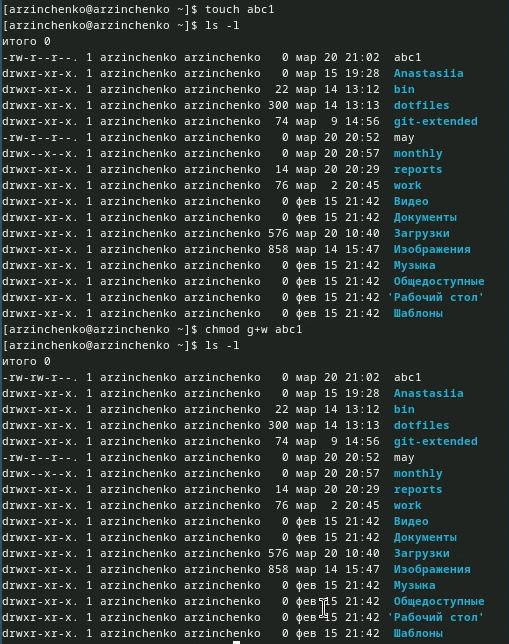 [arzinchenko@arzinchenko ~]$ touch abc1
[arzinchenko@arzinchenko ~]$ ls -l
итого 0
-rw-r--r--. 1 arzinchenko arzinchenko   0 мар 20 21:02  abc1
drwxr-xr-x. 1 arzinchenko arzinchenko   0 мар 15 19:28  Anastasiia
drwxr-xr-x. 1 arzinchenko arzinchenko  22 мар 14 13:12  bin
drwxr-xr-x. 1 arzinchenko arzinchenko 300 мар 14 13:13  dotfiles
drwxr-xr-x. 1 arzinchenko arzinchenko  74 мар  9 14:56  git-extended
-rw-r--r--. 1 arzinchenko arzinchenko   0 мар 20 20:52  may
drwx--x--x. 1 arzinchenko arzinchenko   0 мар 20 20:57  monthly
drwxr-xr-x. 1 arzinchenko arzinchenko  14 мар 20 20:29  reports
drwxr-xr-x. 1 arzinchenko arzinchenko  76 мар  2 20:45  work
drwxr-xr-x. 1 arzinchenko arzinchenko   0 фев 15 21:42  Видео
drwxr-xr-x. 1 arzinchenko arzinchenko   0 фев 15 21:42  Документы
drwxr-xr-x. 1 arzinchenko arzinchenko 576 мар 20 10:40  Загрузки
drwxr-xr-x. 1 arzinchenko arzinchenko 858 мар 14 15:47  Изображения
drwxr-xr-x. 1 arzinchenko arzinchenko   0 фев 15 21:42  Музыка
drwxr-xr-x. 1 arzinchenko arzinchenko   0 фев 15 21:42  Общедоступные
drwxr-xr-x. 1 arzinchenko arzinchenko   0 фев 15 21:42 'Рабочий стол'
drwxr-xr-x. 1 arzinchenko arzinchenko   0 фев 15 21:42  Шаблоны
[arzinchenko@arzinchenko ~]$ chmod g+w abc1
[arzinchenko@arzinchenko ~]$ ls -l
итого 0
-rw-rw-r--. 1 arzinchenko arzinchenko   0 мар 20 21:02  abc1
drwxr-xr-x. 1 arzinchenko arzinchenko   0 мар 15 19:28  Anastasiia
drwxr-xr-x. 1 arzinchenko arzinchenko  22 мар 14 13:12  bin
drwxr-xr-x. 1 arzinchenko arzinchenko 300 мар 14 13:13  dotfiles
drwxr-xr-x. 1 arzinchenko arzinchenko  74 мар  9 14:56  git-extended
-rw-r--r--. 1 arzinchenko arzinchenko   0 мар 20 20:52  may
drwx--x--x. 1 arzinchenko arzinchenko   0 мар 20 20:57  monthly
drwxr-xr-x. 1 arzinchenko arzinchenko  14 мар 20 20:29  reports
drwxr-xr-x. 1 arzinchenko arzinchenko  76 мар  2 20:45  work
drwxr-xr-x. 1 arzinchenko arzinchenko   0 фев 15 21:42  Видео
drwxr-xr-x. 1 arzinchenko arzinchenko   0 фев 15 21:42  Документы
drwxr-xr-x. 1 arzinchenko arzinchenko 576 мар 20 10:40  Загрузки
drwxr-xr-x. 1 arzinchenko arzinchenko 858 мар 14 15:47  Изображения
drwxr-xr-x. 1 arzinchenko arzinchenko   0 фев 15 21:42  Музыка
drwxr-xr-x. 1 arzinchenko arzinchenko   0 фев 15 21:42  Общедоступные
drwxr-xr-x. 1 arzinchenko arzinchenko   0 фев 15 21:42 'Рабочий стол'
drwxr-xr-x. 1 arzinchenko arzinchenko   0 фев 15 21:42  Шаблоны